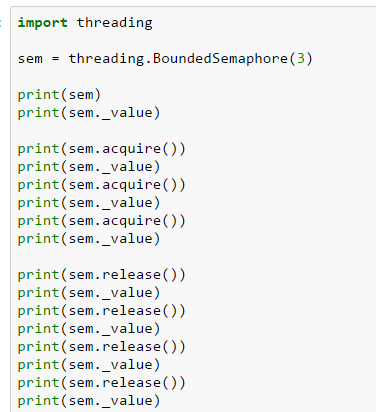 import threading
sem = threading.BoundedSemaphore(3)
print(sem)
print(sem._value)
print(sem.acquire())
print(sem._value)
print(sem.acquire())
print(sem._value)
print(sem.acquire())
print(sem._value)
print(sem.release())
print(sem._value)
print(sem.release())
print(sem._value)
print(sem.release())
print(sem._value)
print(sem.release())
print(sem._value)